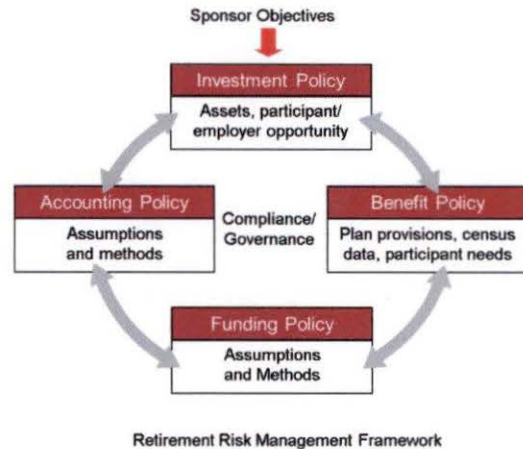 Sponsor Objectives
Investment Policy
Assets, participant/
employer opportunity
Accounting Policy
Assumptions
and methods
Compliance/
Governance
Benefit Policy
Plan provisions, census
data, participant needs
Funding Policy
Assumptions
and Methods
Retirement Risk Management Framework